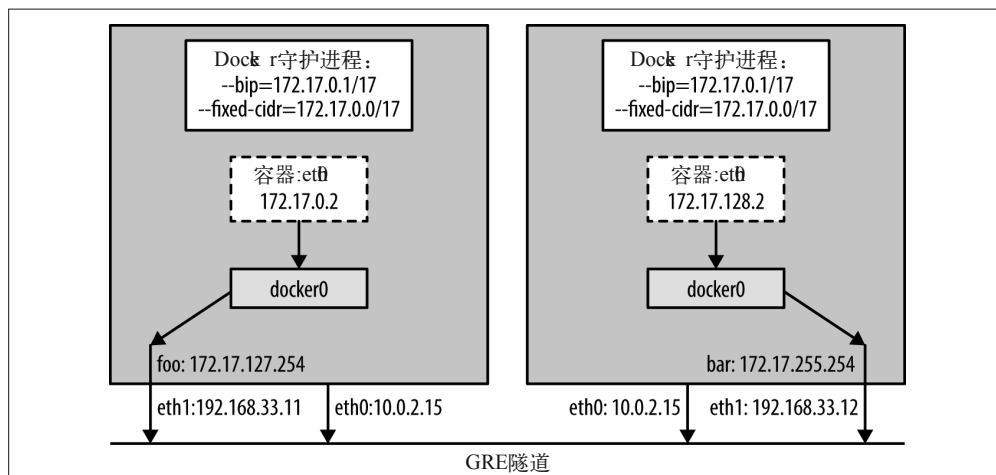 Docker守护进程：
--bip=172.17.0.1/17
--fixed-cidr=172.17.0.0/17
容器:eth0
172.17.0.2
docker0
foo: 172.17.127.254
eth1:192.168.33.11
eth0:10.0.2.15
Docker守护进程：
--bip=172.17.0.1/17
--fixed-cidr=172.17.0.0/17
容器:eth0
172.17.128.2
docker0
bar: 172.17.255.254
eth0: 10.0.2.15
eth1: 192.168.33.12
GRE隧道